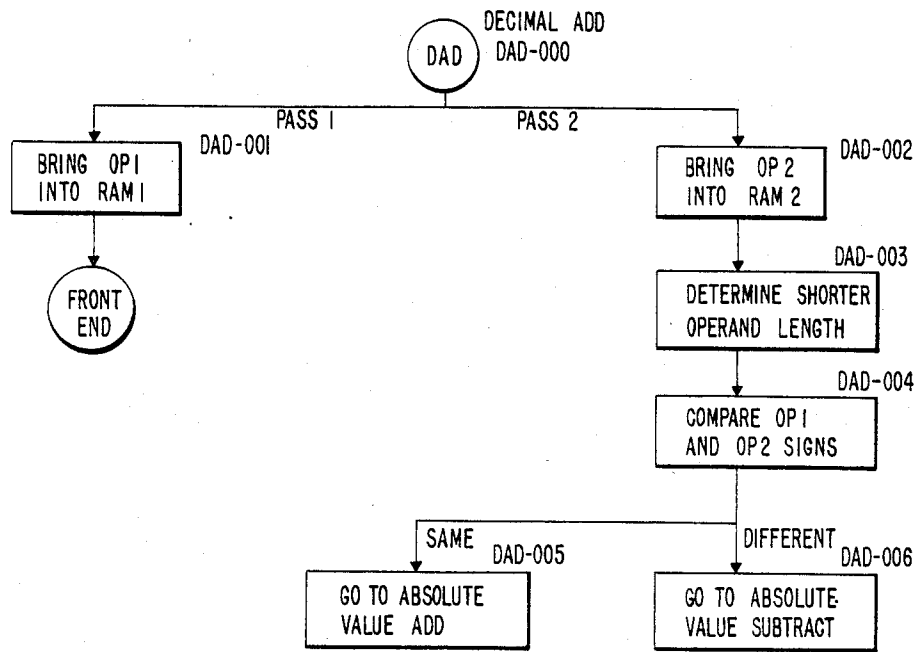 DECIMAL ADD
DAD-000
DAD
PASS 1
PASS 2
DAD-001
BRING OP1
INTO RAM1
FRONT
END
DAD-002
BRING OP2
INTO RAM2
DAD-003
DETERMINE SHORTER
OPERAND LENGTH
DAD-004
COMPARE OP1
AND OP2 SIGNS
SAME
DIFFERENT
DAD-005
GO TO ABSOLUTE
VALUE ADD
DAD-006
GO TO ABSOLUTE-
VALUE SUBTRACT